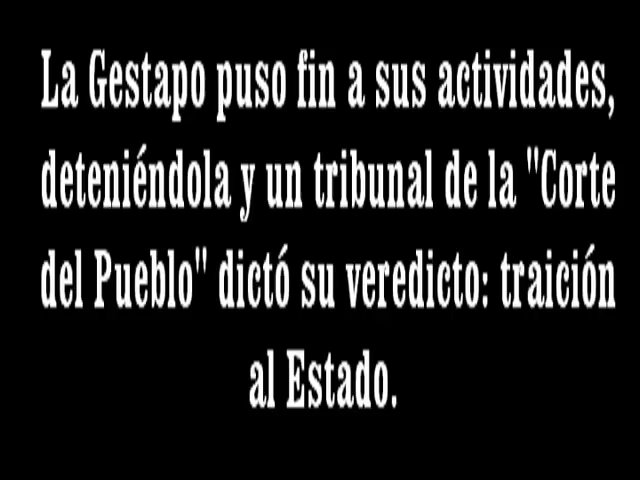 La Gestapo puso fin a sus actividades,
deteniéndola y un tribunal de la "Corte
del Pueblo" dictó su veredicto: traición
al Estado.